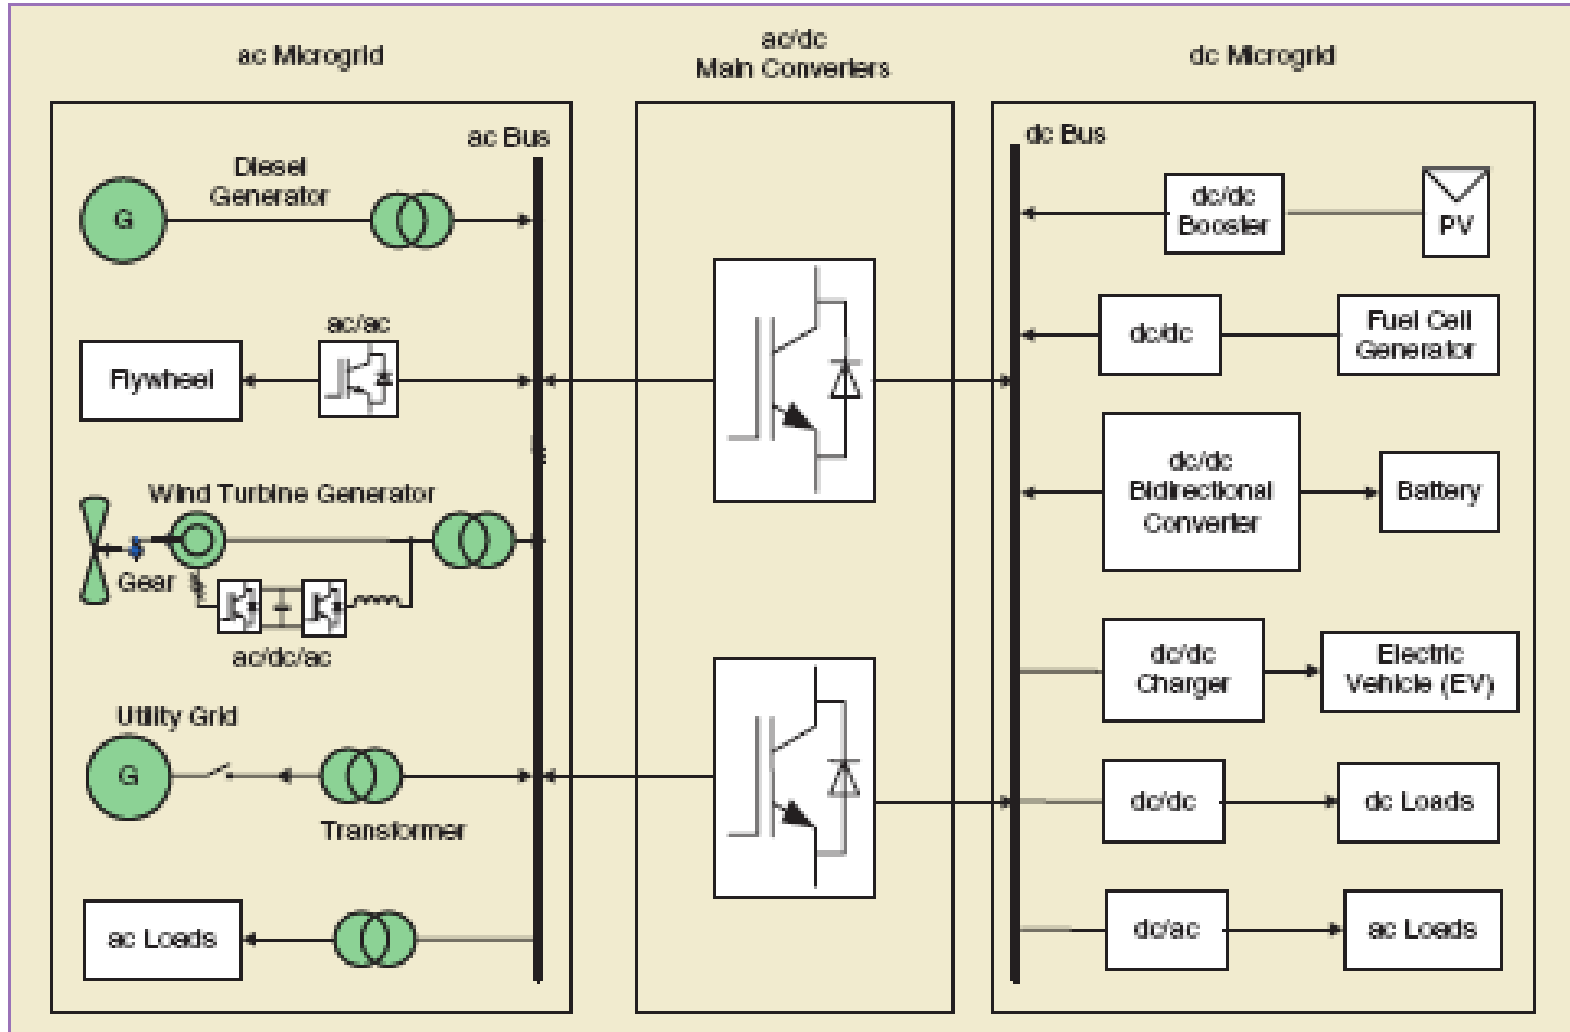 ac Microgrid
ac/dc
Main Converters
dc Microgrid
ac Bus
Diesel
Generator
G
ac/ac
Flywheel
Wind Turbine Generator
Gear
ac/dc/ac
Utility Grid
G
Transformer
ac Loads
dc Bus
dc/dc
Booster
PV
dc/dc
Fuel Cell
Generator
dc/dc
Bidirectional
Converter
Battery
dc/dc
Charger
Electric
Vehicle (EV)
dc/dc
dc Loads
dc/ac
ac Loads